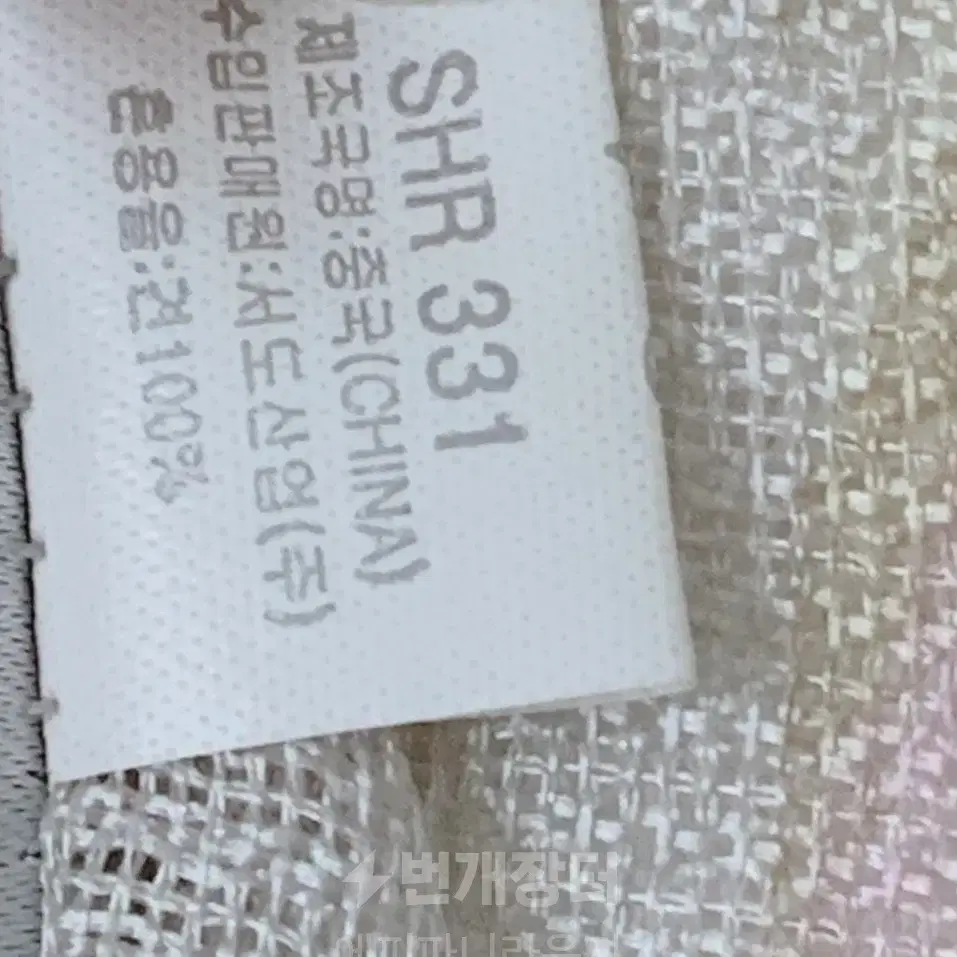 SHR 331
제조국명:중국(CHINA)
수입판매원:서도산업(주)
혼용율:견100%
번개장터